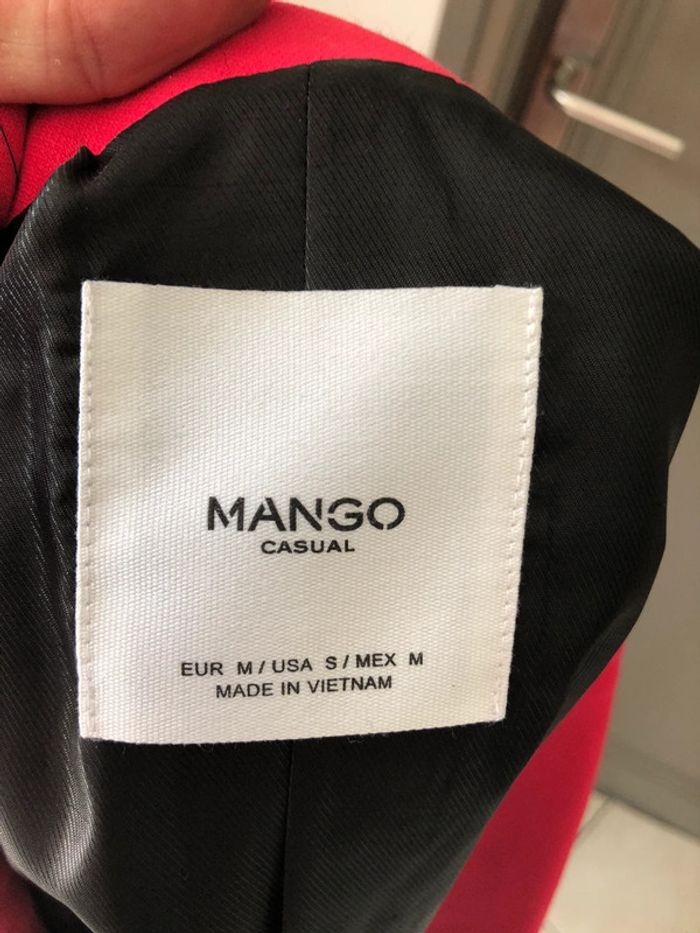 MANGO
CASUAL
EUR M / USA S / MEX M
MADE IN VIETNAM